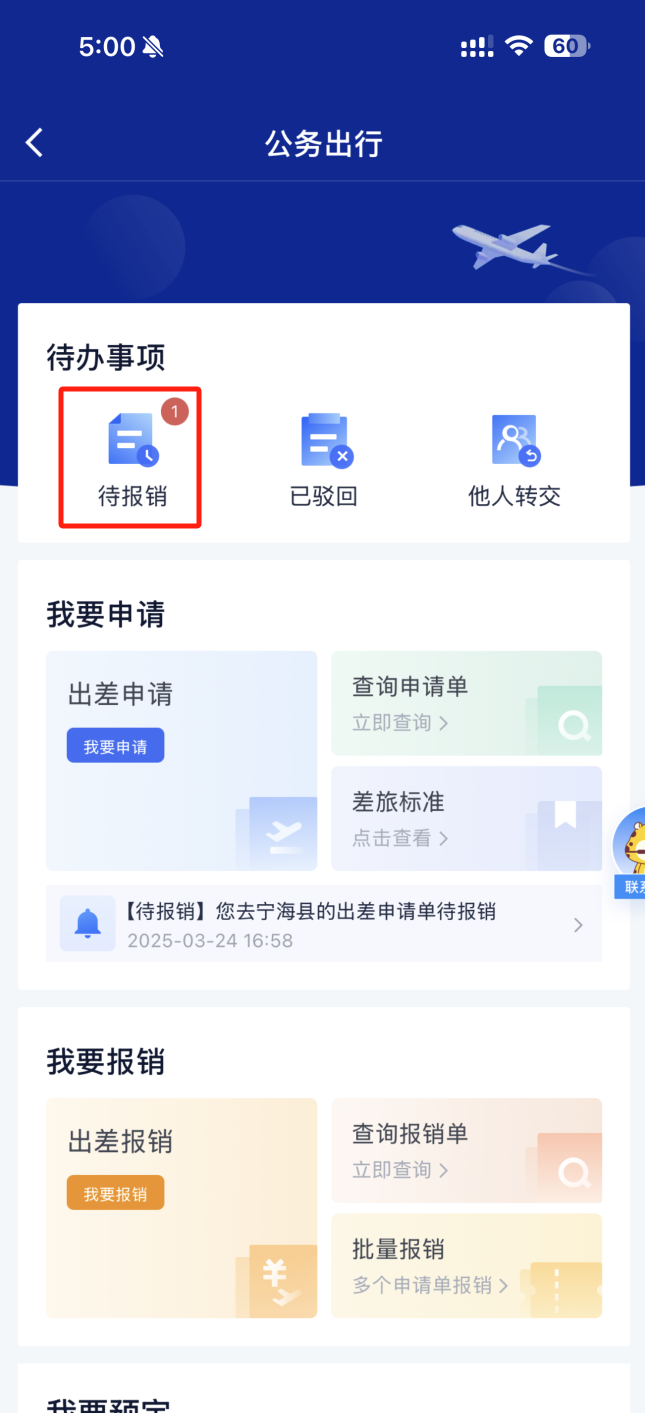 5:00
60
公务出行
待办事项
1
待报销
已驳回
他人转交
我要申请
出差申请
我要申请
查询申请单
立即查询
差旅标准
点击查看
【待报销】您去宁海县的出差申请单待报销
2025-03-24 16:58
我要报销
出差报销
我要报销
查询报销单
立即查询
批量报销
多个申请单报销
我要预定